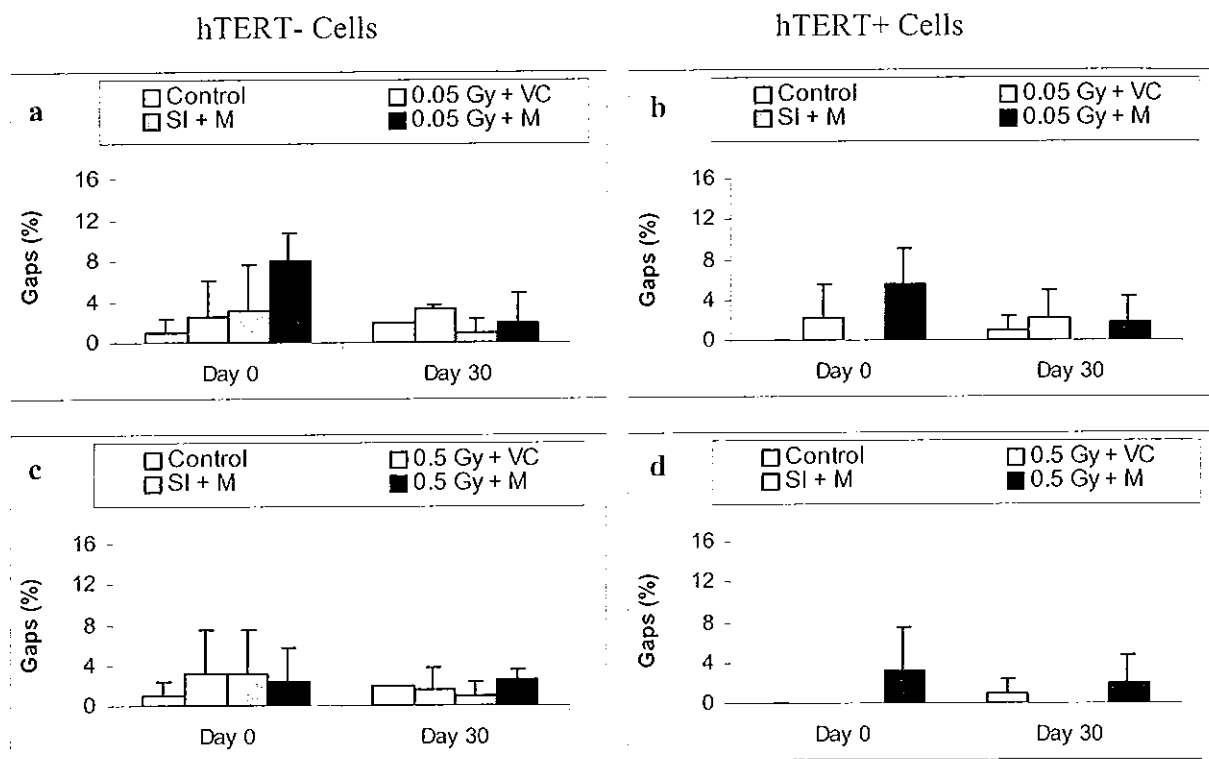 hTERT- Cells
hTERT+ Cells
a
Control
0.05 Gy + VC
SI + M
0.05 Gy + M
Gaps (%)
16
12
8
4
0
Day 0
Day 30
b
Control
0.05 Gy + VC
SI + M
0.05 Gy + M
Gaps (%)
16
12
8
4
0
Day 0
Day 30
c
Control
0.5 Gy + VC
SI + M
0.5 Gy + M
Gaps (%)
16
12
8
4
0
Day 0
Day 30
d
Control
0.5 Gy + VC
SI + M
0.5 Gy + M
Gaps (%)
16
12
8
4
0
Day 0
Day 30